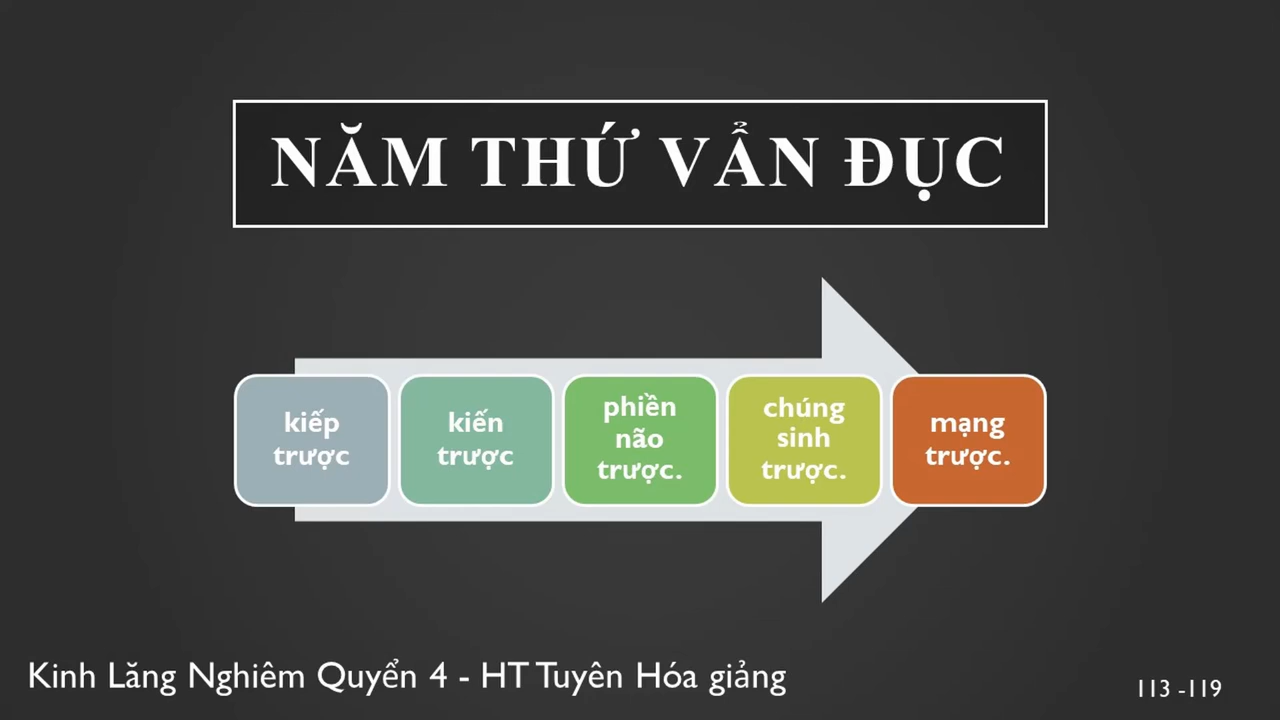 NĂM THỨ VẨN ĐỤC
kiếp
trược
kiến
trược
phiền
não
trược.
chúng
sinh
trược.
mạng
trược.
Kinh Lăng Nghiêm Quyển 4 - HT Tuyên Hóa giảng
113 -119